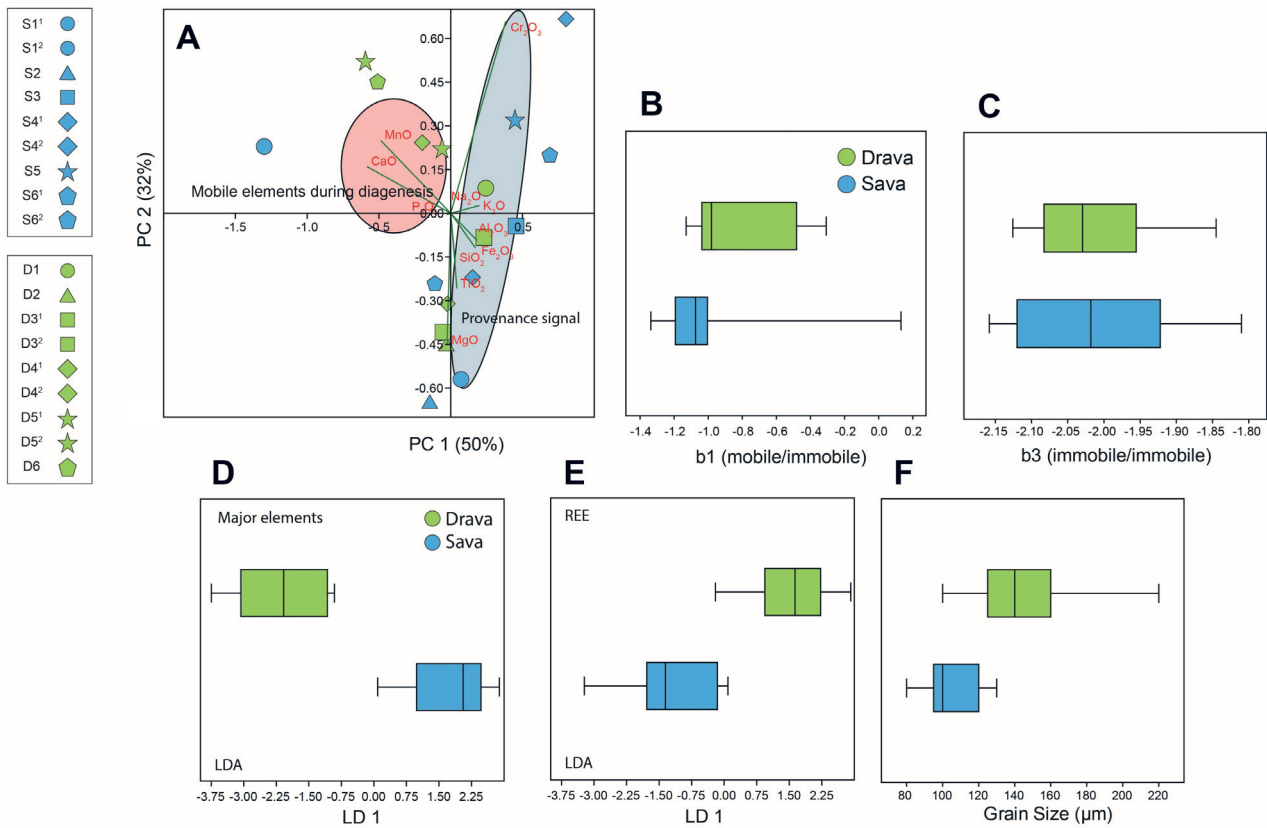 S1¹
S1²
S2
S3
S4¹
S4²
S5
S6¹
S6²
D1
D2
D3¹
D3²
D4¹
D4²
D5¹
D5²
D6
A
PC 2 (32%)
0.60
0.45
0.30
0.15
0.00
-0.15
-0.30
-0.45
-0.60
-1.5
-1.0
-0.5
0.5
Cr₂O₃
MnO
CaO
Mobile elements during diagenesis
Na₂O
K₂O
Al₂O₃
Fe₂O₃
SiO₂
TiO₂
Provenance signal
MgO
PC 1 (50%)
B
Drava
Sava
-1.4 -1.2 -1.0 -0.8 -0.6 -0.4 -0.2 0.0 0.2
b1 (mobile/immobile)
C
-2.15 -2.10 -2.05 -2.00 -1.95 -1.90 -1.85 -1.80
b3 (immobile/immobile)
D
Major elements
Drava
Sava
LDA
-3.75 -3.00 -2.25 -1.50 -0.75 0.00 0.75 1.50 2.25
LD 1
E
REE
LDA
-3.75 -3.00 -2.25 -1.50 -0.75 0.00 0.75 1.50 2.25
LD 1
F
80 100 120 140 160 180 200 220
Grain Size (µm)